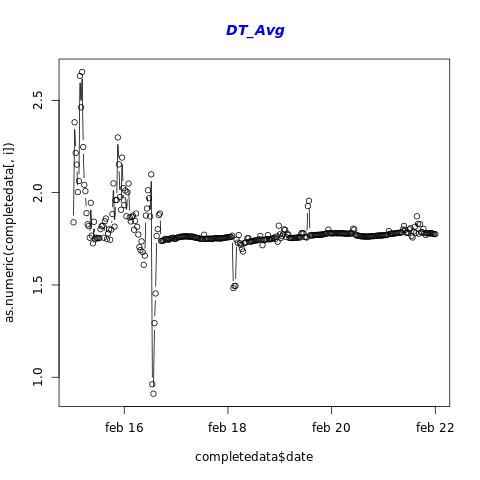 DT_Avg
as.numeric(completedata[, i])
2.5
2.0
1.5
1.0
feb 16 feb 18 feb 20 feb 22
completedata$date